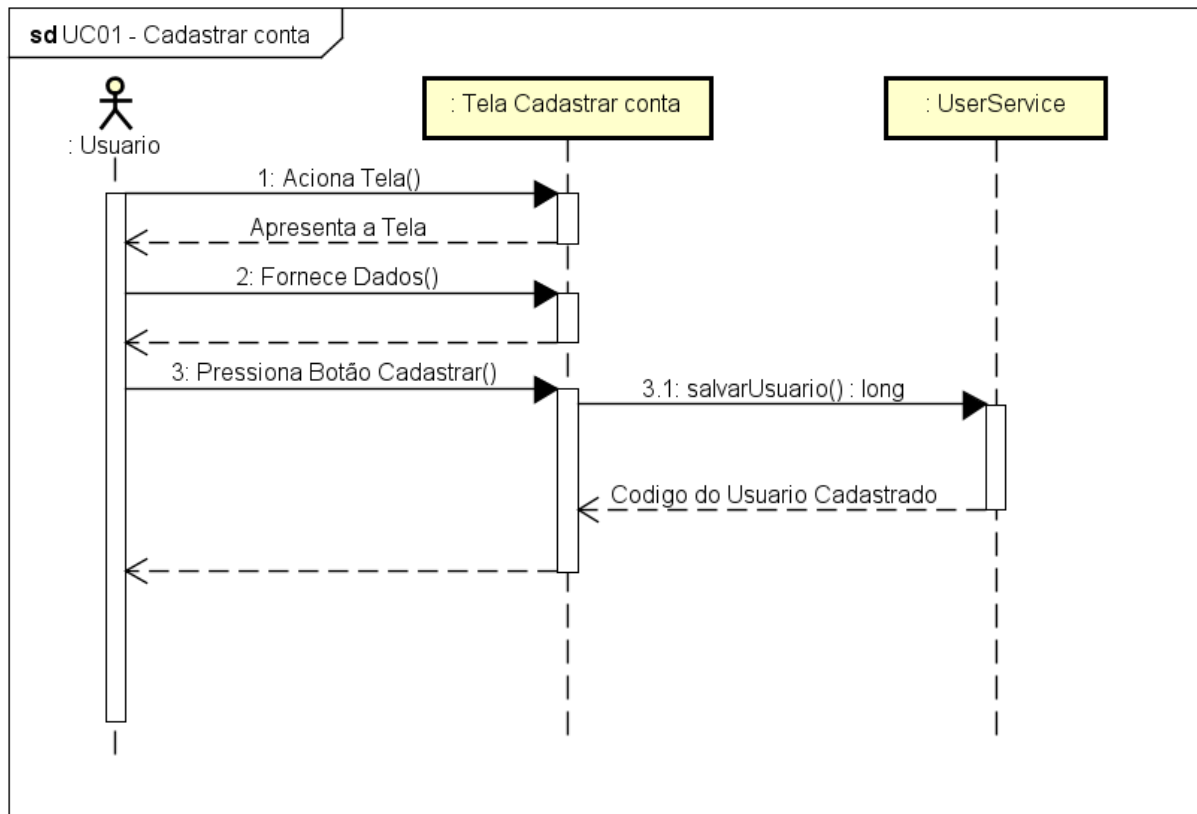 sd UC01 - Cadastrar conta
: Usuario
: Tela Cadastrar conta
: UserService
1: Aciona Tela()
Apresenta a Tela
2: Fornece Dados()
3: Pressiona Botão Cadastrar()
3.1: salvarUsuario() : long
Codigo do Usuario Cadastrado